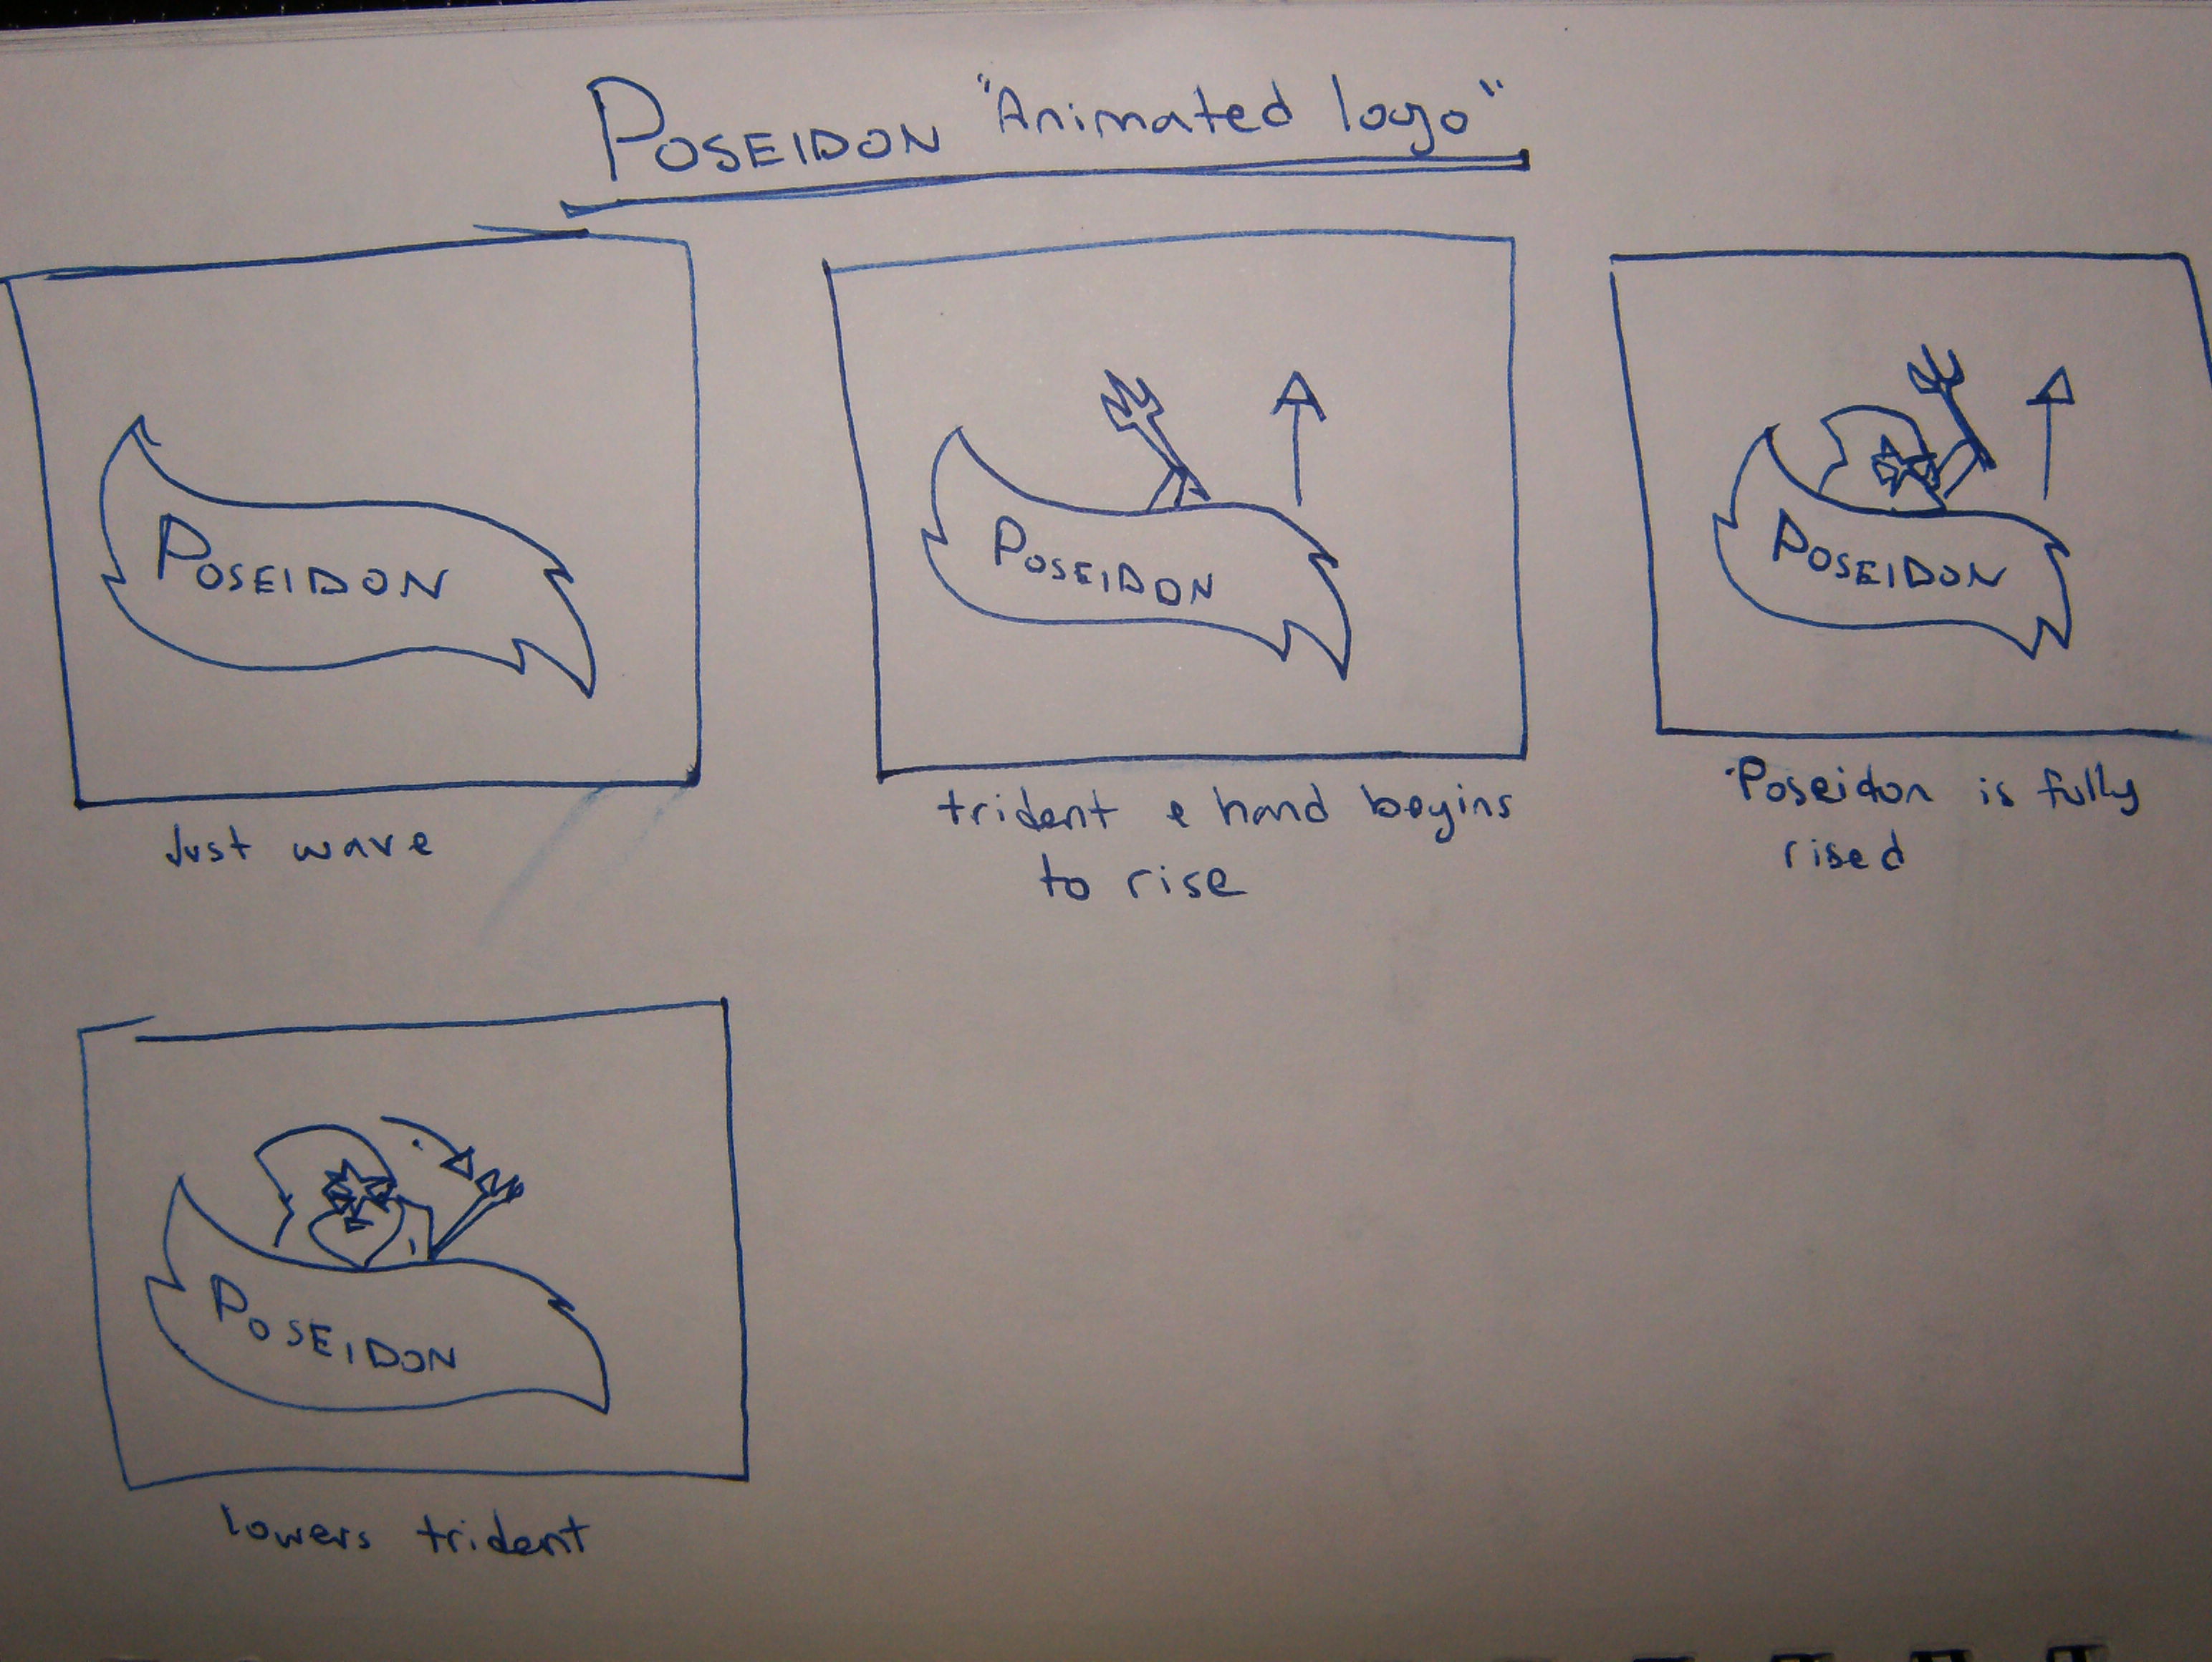 POSEIDON "Animated logo"
POSEIDON
Just wave
POSEIDON
trident e hand begins
to rise
POSEIDON
Poseidon is fully
rised
POSEIDON
lowers trident